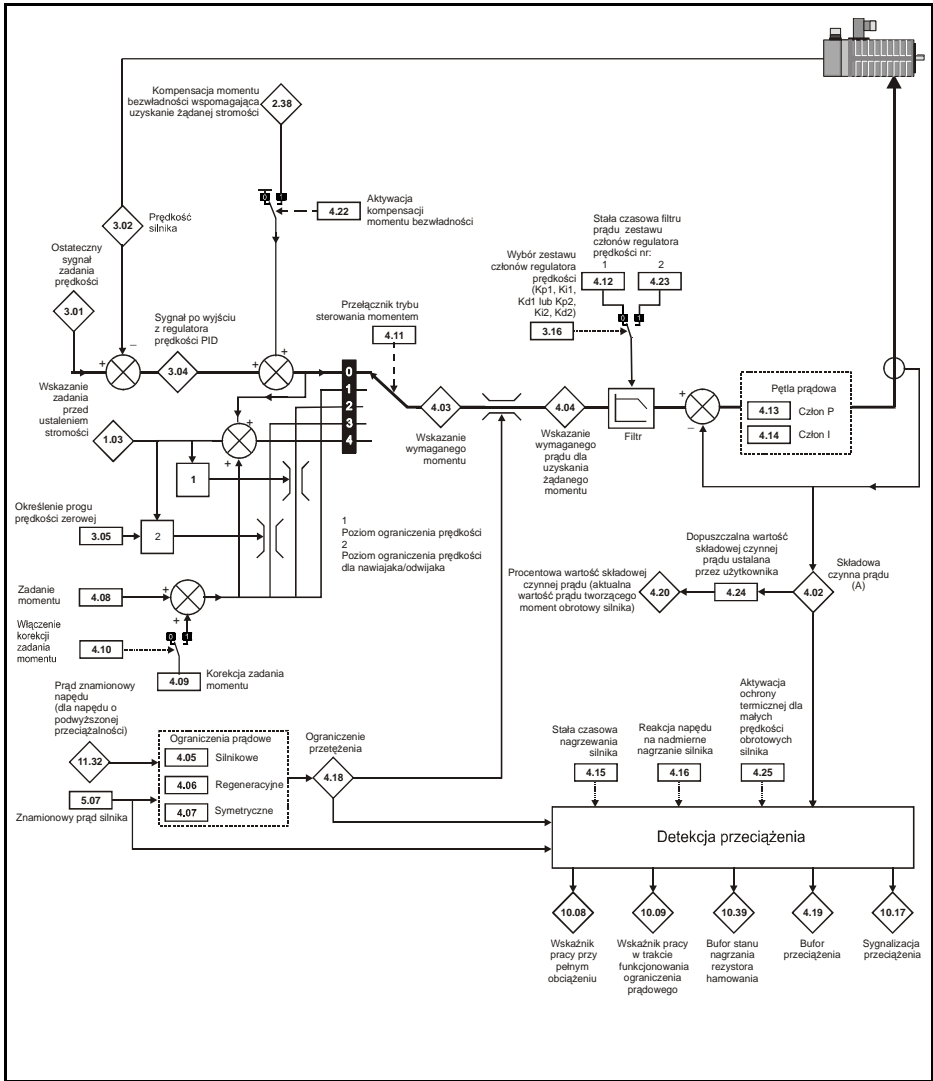 Kompensacja momentu
bezwładności wspomagająca
uzyskanie żądanej stromości
2.38
0 1
4.22
Aktywacja
kompensacji
momentu bezwładności
3.02
Prędkość
silnika
Ostateczny
sygnał
zadania
prędkości
3.01
Sygnał po wyjściu
z regulatora
prędkości PID
3.04
+
−
+
+
Wskazanie
zadania
przed
ustaleniem
stromości
1.03
+
+
0
1
2
3
4
Przełącznik trybu
sterowania momentem
4.11
4.03
Wskazanie
wymaganego
momentu
4.04
Wskazanie
wymaganego
prądu dla
uzyskania
żądanego
momentu
Wybór zestawu
członów regulatora
prędkości
(Kp1, Ki1,
Kd1 lub Kp2,
Ki2, Kd2)
3.16
Stała czasowa filtru
prądu zestawu
członów regulatora
prędkości nr:
1 2
4.12 4.23
0 1
Filtr
+
−
Pętla prądowa
4.13 Człon P
4.14 Człon I
1
2
Określenie progu
prędkości zerowej
3.05
1
Poziom ograniczenia prędkości
2
Poziom ograniczenia prędkości
dla nawiajaka/odwijaka
Zadanie
momentu
4.08
+
+
Włączenie
korekcji
zadania
momentu
4.10
0 1
4.09
Korekcja zadania
momentu
Procentowa wartość składowej
czynnej prądu (aktualna
wartość prądu tworzącego
moment obrotowy silnika)
4.20
Dopuszczalna wartość
składowej czynnej
prądu ustalana
przez użytkownika
4.24
4.02
Składowa
czynna prądu
(A)
Prąd znamionowy
napędu
(dla napędu o
podwyższonej
przeciążalności)
11.32
5.07
Znamionowy prąd silnika
Ograniczenia prądowe
4.05 Silnikowe
4.06 Regeneracyjne
4.07 Symetryczne
Ograniczenie
przetężenia
4.18
Stała czasowa
nagrzewania
silnika
4.15
Reakcja napędu
na nadmierne
nagrzanie silnika
4.16
Aktywacja
ochrony
termicznej dla
małych
prędkości
obrotowych
silnika
4.25
Detekcja przeciążenia
10.08
Wskaźnik
pracy przy
pełnym
obciążeniu
10.09
Wskaźnik pracy
w trakcie
funkcjonowania
ograniczenia
prądowego
10.39
Bufor stanu
nagrzania
rezystora
hamowania
4.19
Bufor
przeciążenia
10.17
Sygnalizacja
przeciążenia